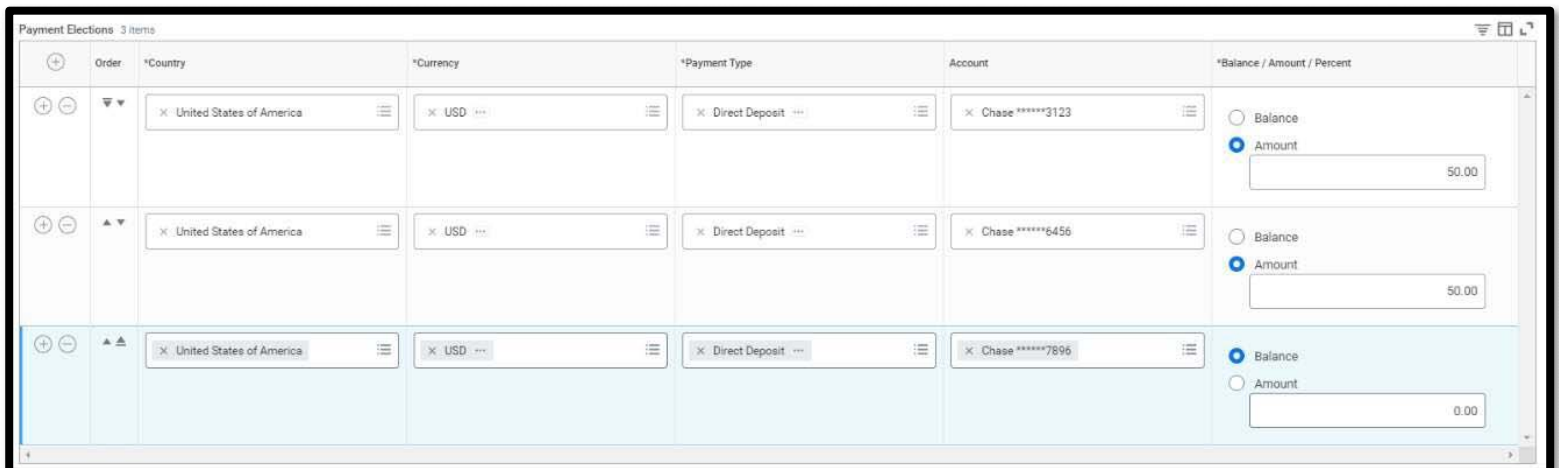 Payment Elections 3 items
Order *Country *Currency *Payment Type Account *Balance / Amount / Percent
× United States of America × USD ··· × Direct Deposit ··· × Chase ******3123
Balance
Amount
50.00
× United States of America × USD ··· × Direct Deposit ··· × Chase ******6456
Balance
Amount
50.00
× United States of America × USD ··· × Direct Deposit ··· × Chase ******7896
Balance
Amount
0.00